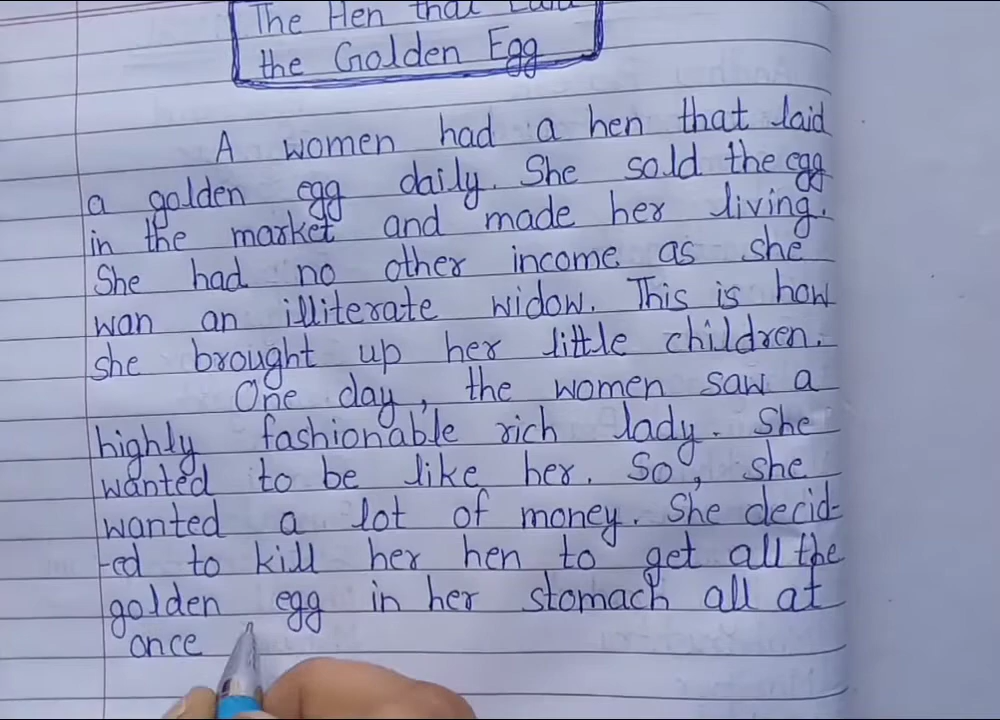 The Hen that Laid
the Golden Egg
A women had a hen that laid
a golden egg daily. She sold the egg
in the market and made her living.
She had no other income as she
wan an illiterate widow. This is how
she brought up her little children.
One day, the women saw a
highly fashionable rich lady. She
wanted to be like her. So, she
wanted a lot of money. She decid-
-ed to kill her hen to get all the
golden egg in her stomach all at
once